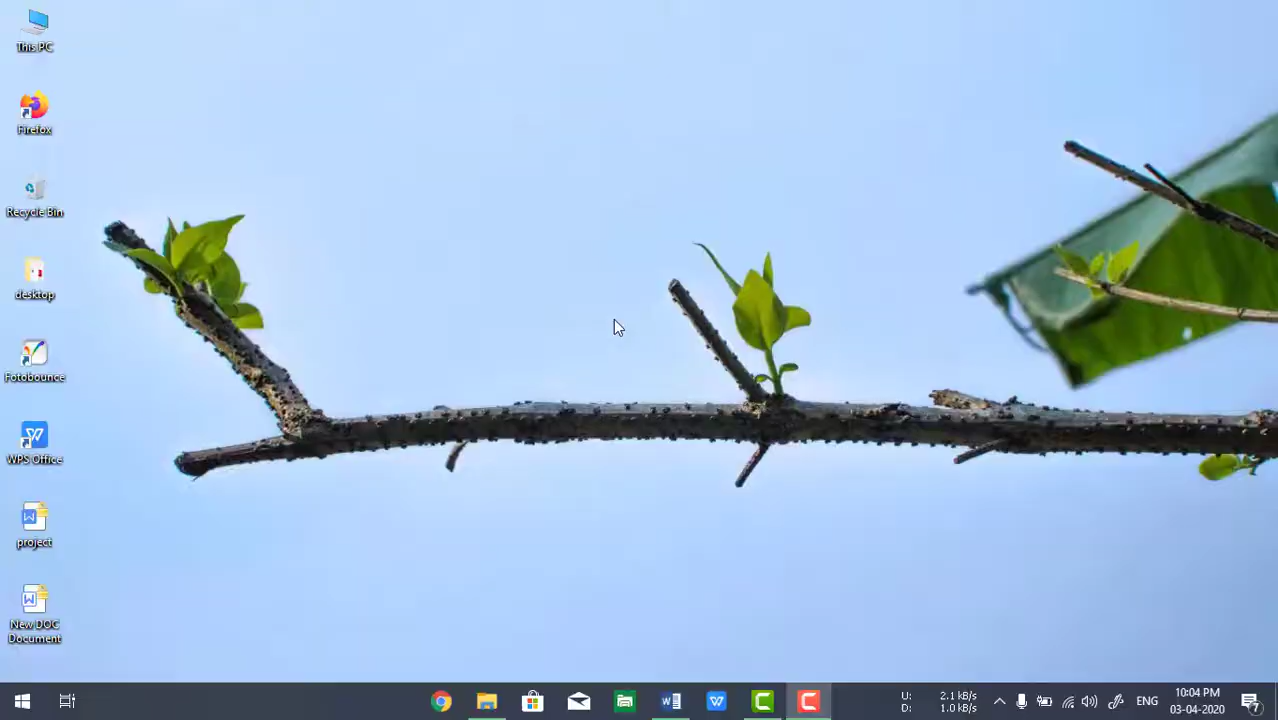 This PC
Firefox
Recycle Bin
desktop
Fotobounce
WPS Office
project
New DOC
Document
U: 2.1 kB/s
D: 1.0 kB/s
ENG
10:04 PM
03-04-2020
7